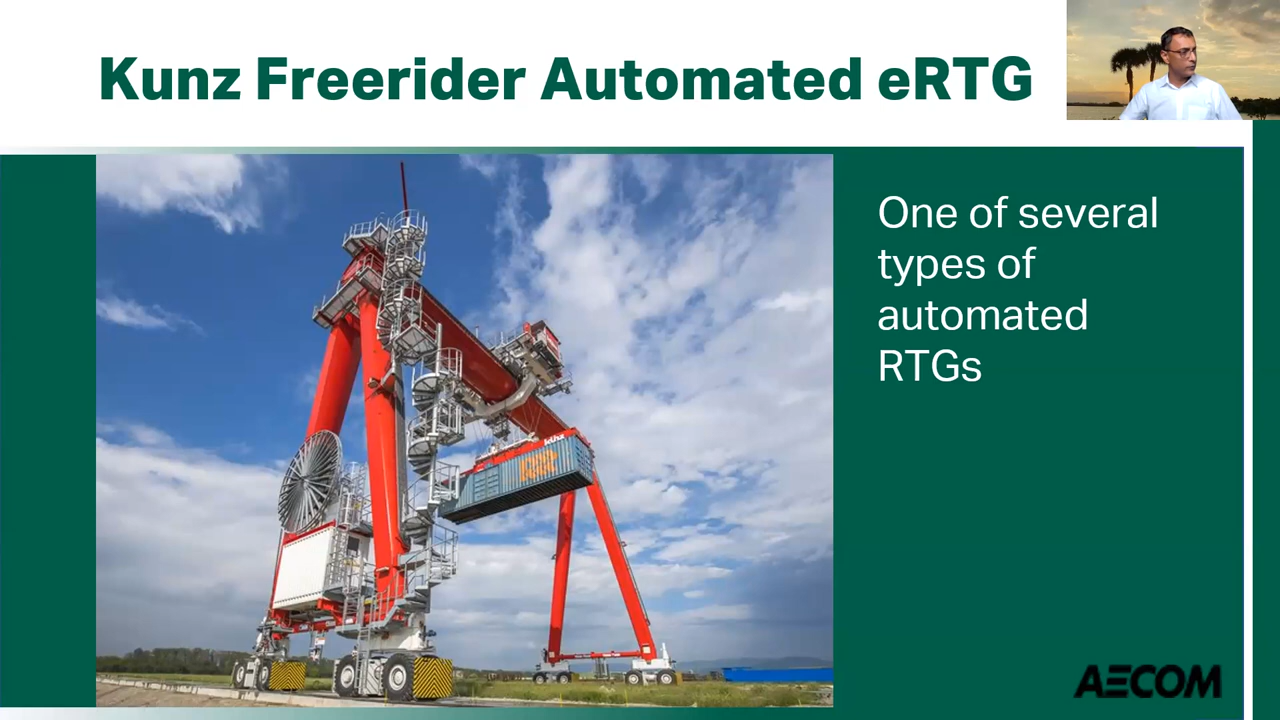 Kunz Freerider Automated eRTG
One of several
types of
automated
RTGs
AECOM